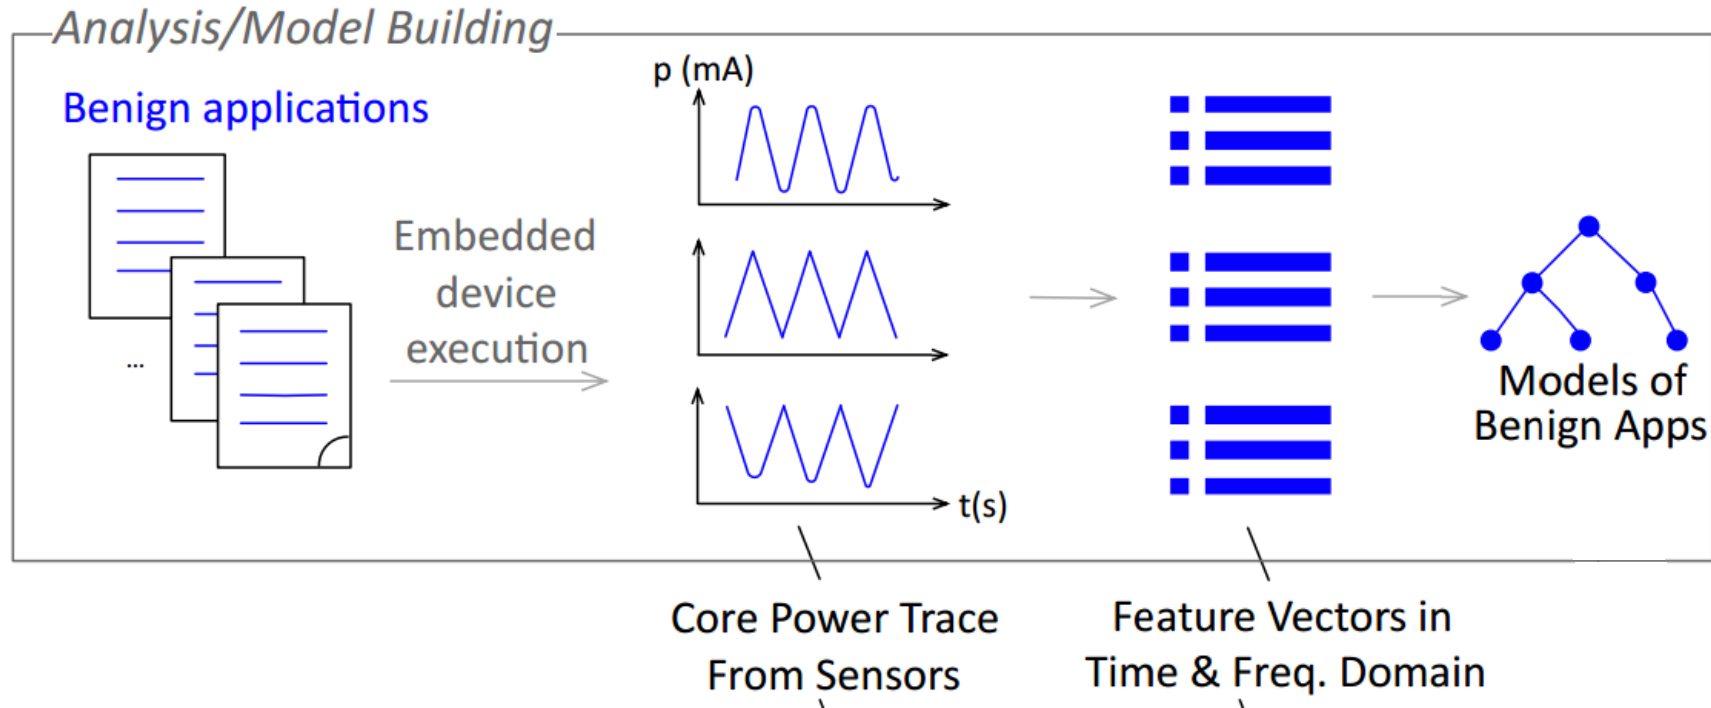 Analysis/Model Building
Benign applications
...
Embedded
device
execution
p (mA)
t(s)
Models of
Benign Apps
Core Power Trace
From Sensors
Feature Vectors in
Time & Freq. Domain